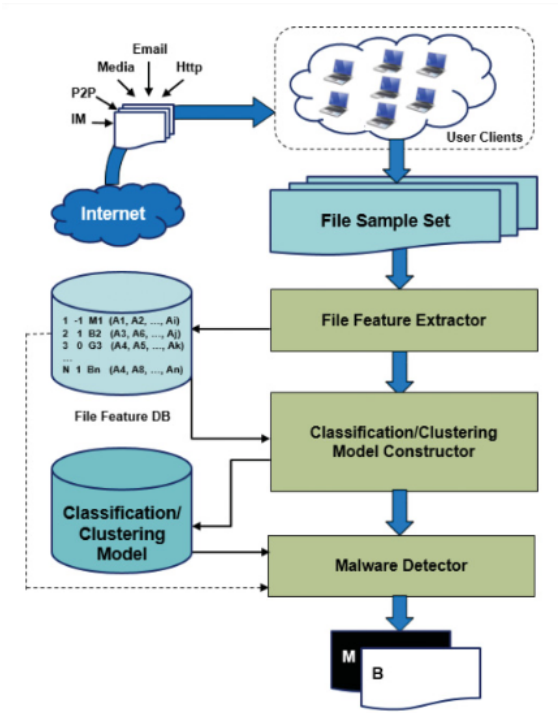 Email
Media
Http
P2P
IM
User Clients
Internet
File Sample Set
1 -1 M1 (A1, A2, ..., Ai)
2 1 B2 (A3, A6, ..., Aj)
3 0 G3 (A4, A5, ..., Ak)
...
N 1 Bn (A4, A8, ..., An)
File Feature Extractor
File Feature DB
Classification/Clustering
Model Constructor
Classification/
Clustering
Model
Malware Detector
M
B